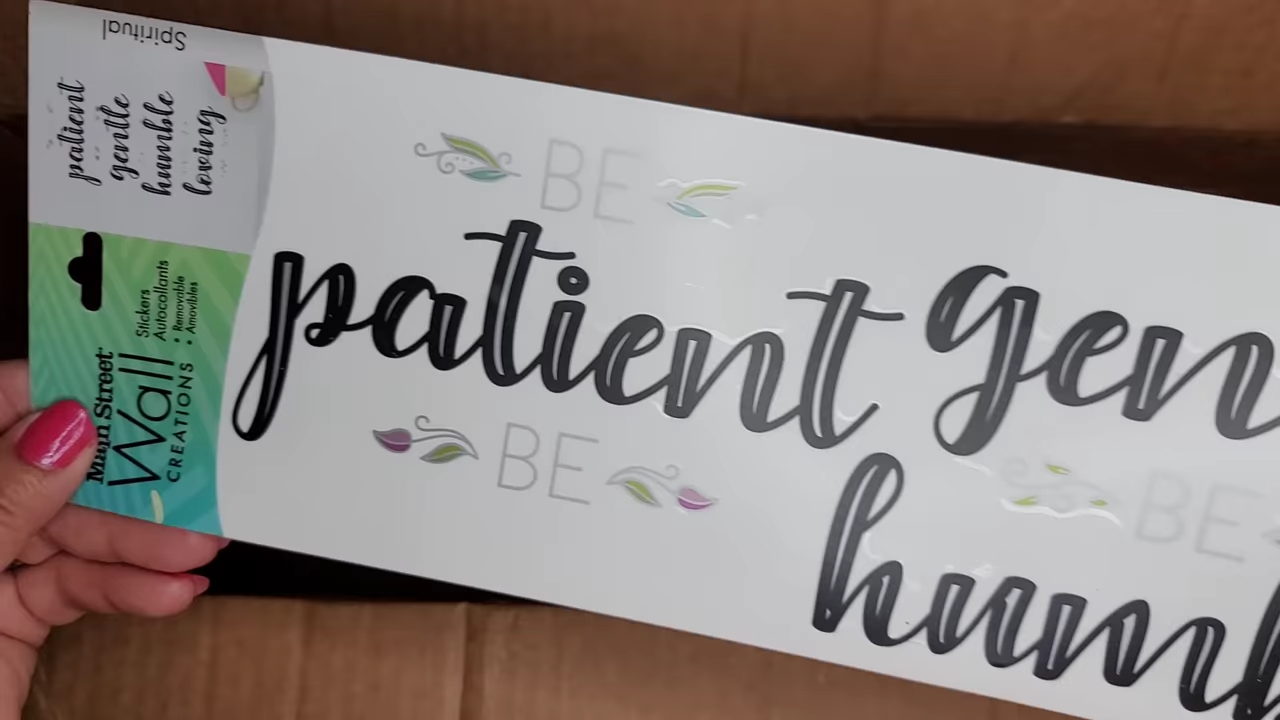 Spiritual
patient
gentle
humble
loving
Main Street
Wall
CREATIONS
Stickers
Autocollants
• Removable
• Amovibles
BE
patient gen
BE
BE
humb